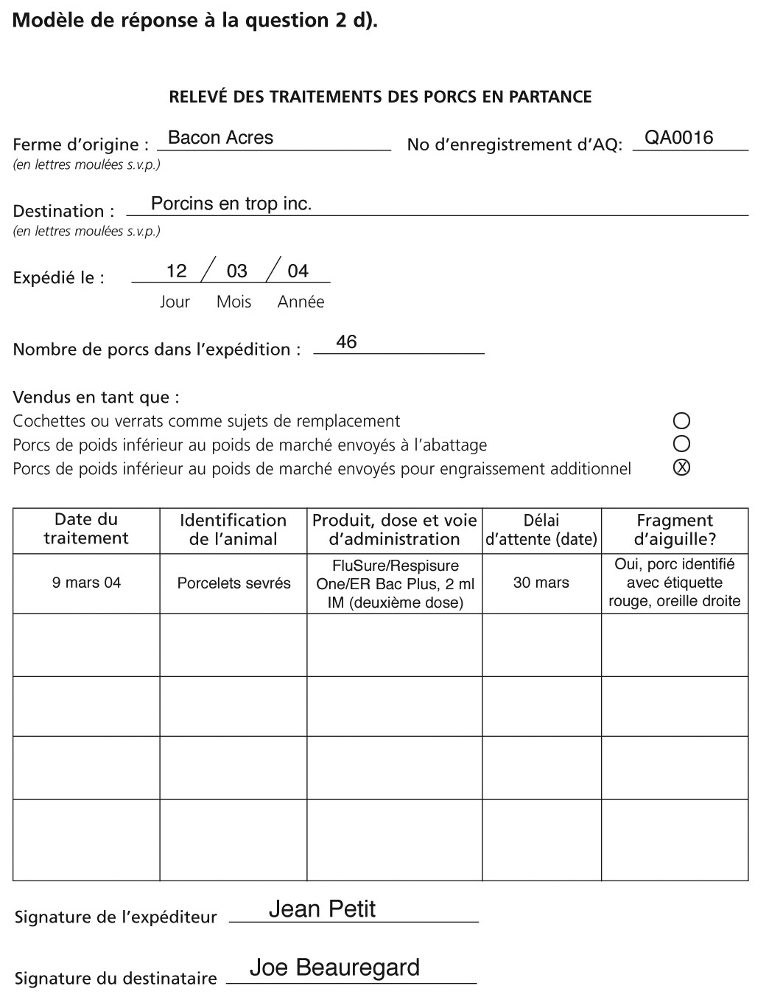 Modèle de réponse à la question 2 d).
RELEVÉ DES TRAITEMENTS DES PORCS EN PARTANCE
Ferme d'origine : Bacon Acres No d'enregistrement d'AQ: QA0016
(en lettres moulées s.v.p.)
Destination : Porcins en trop inc.
(en lettres moulées s.v.p.)
Expédié le : 12 / 03 / 04
Jour Mois Année
Nombre de porcs dans l'expédition : 46
Vendus en tant que :
Cochettes ou verrats comme sujets de remplacement
Porcs de poids inférieur au poids de marché envoyés à l'abattage
Porcs de poids inférieur au poids de marché envoyés pour engraissement additionnel X
Date du traitement
Identification de l'animal
Produit, dose et voie d'administration
Délai d'attente (date)
Fragment d'aiguille?
9 mars 04
Porcelets sevrés
FluSure/Respisure
One/ER Bac Plus, 2 ml
IM (deuxième dose)
30 mars
Oui, porc identifié
avec étiquette
rouge, oreille droite
Signature de l'expéditeur Jean Petit
Signature du destinataire Joe Beauregard